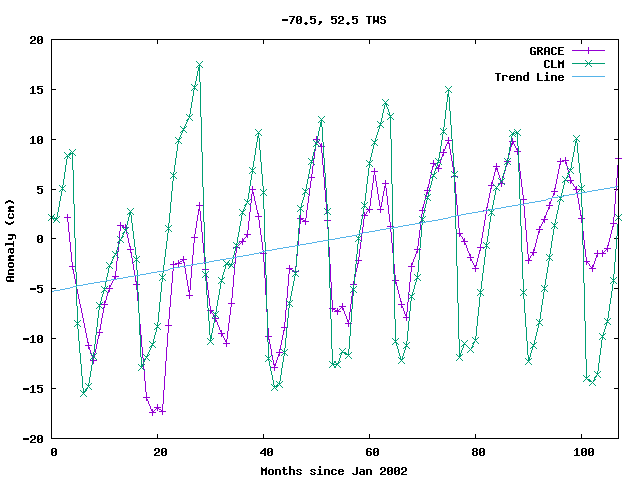 -70.5, 52.5 TWS
GRACE
CLM
Trend Line
20
15
10
5
0
-5
-10
-15
-20
Anomaly (cm)
0 20 40 60 80 100
Months since Jan 2002